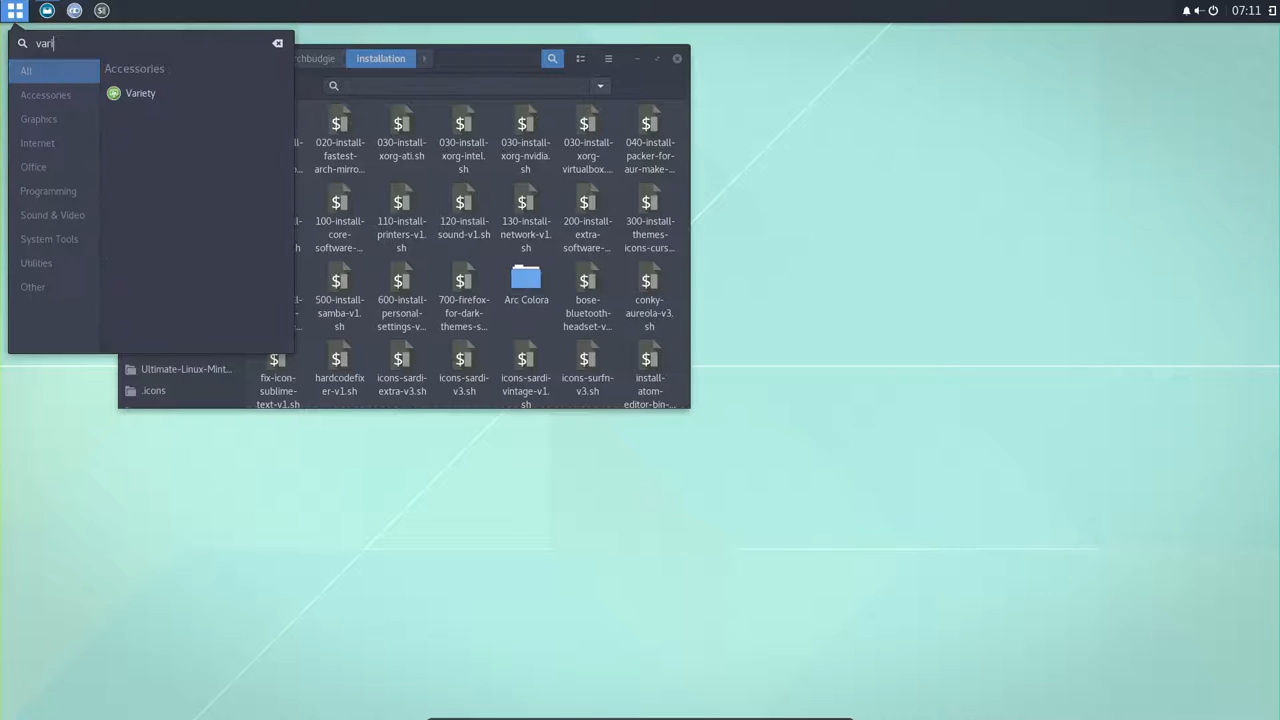 07:11
vari
All
Accessories
Graphics
Internet
Office
Programming
Sound & Video
System Tools
Utilities
Other
Accessories
Variety
rchbudgie
installation
020-install-
fastest-
arch-mirro...
030-install-
xorg-ati.sh
030-install-
xorg-intel.
sh
030-install-
xorg-nvidia.
sh
030-install-
xorg-
virtualbox....
040-install-
packer-for-
aur-make-...
100-install-
core-
software-...
110-install-
printers-v1.
sh
120-install-
sound-v1.sh
130-install-
network-v1.
sh
200-install-
extra-
software-...
300-install-
themes-
icons-curs...
500-install-
samba-v1.
sh
600-install-
personal-
settings-v...
700-firefox-
for-dark-
themes-s...
Arc Colora
bose-
bluetooth-
headset-v...
conky-
aureola-v3.
sh
Ultimate-Linux-Mint...
.icons
fix-icon-
sublime-
text-v1.sh
hardcodefix
er-v1.sh
icons-sardi-
extra-v3.sh
icons-sardi-
v3.sh
icons-sardi-
vintage-v1.
sh
icons-surfn-
v3.sh
install-
atom-
editor-bin-...